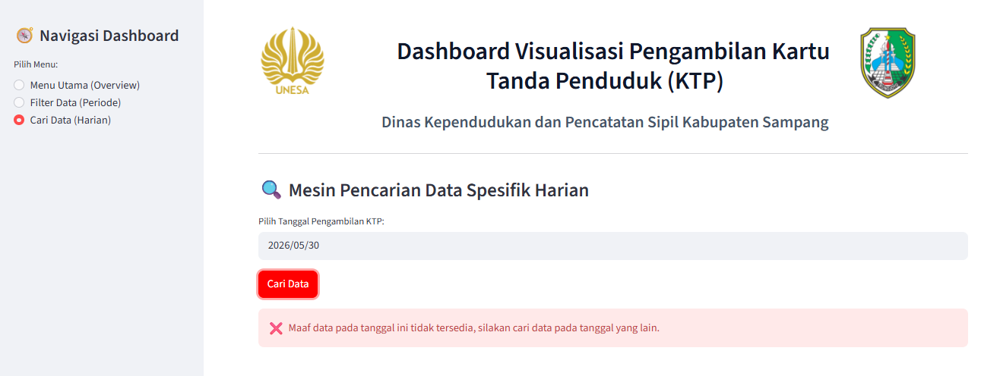 Navigasi Dashboard
Pilih Menu:
Menu Utama (Overview)
Filter Data (Periode)
Cari Data (Harian)
UNESA
Dashboard Visualisasi Pengambilan Kartu
Tanda Penduduk (KTP)
Dinas Kependudukan dan Pencatatan Sipil Kabupaten Sampang
Mesin Pencarian Data Spesifik Harian
Pilih Tanggal Pengambilan KTP:
2026/05/30
Cari Data
Maaf data pada tanggal ini tidak tersedia, silakan cari data pada tanggal yang lain.